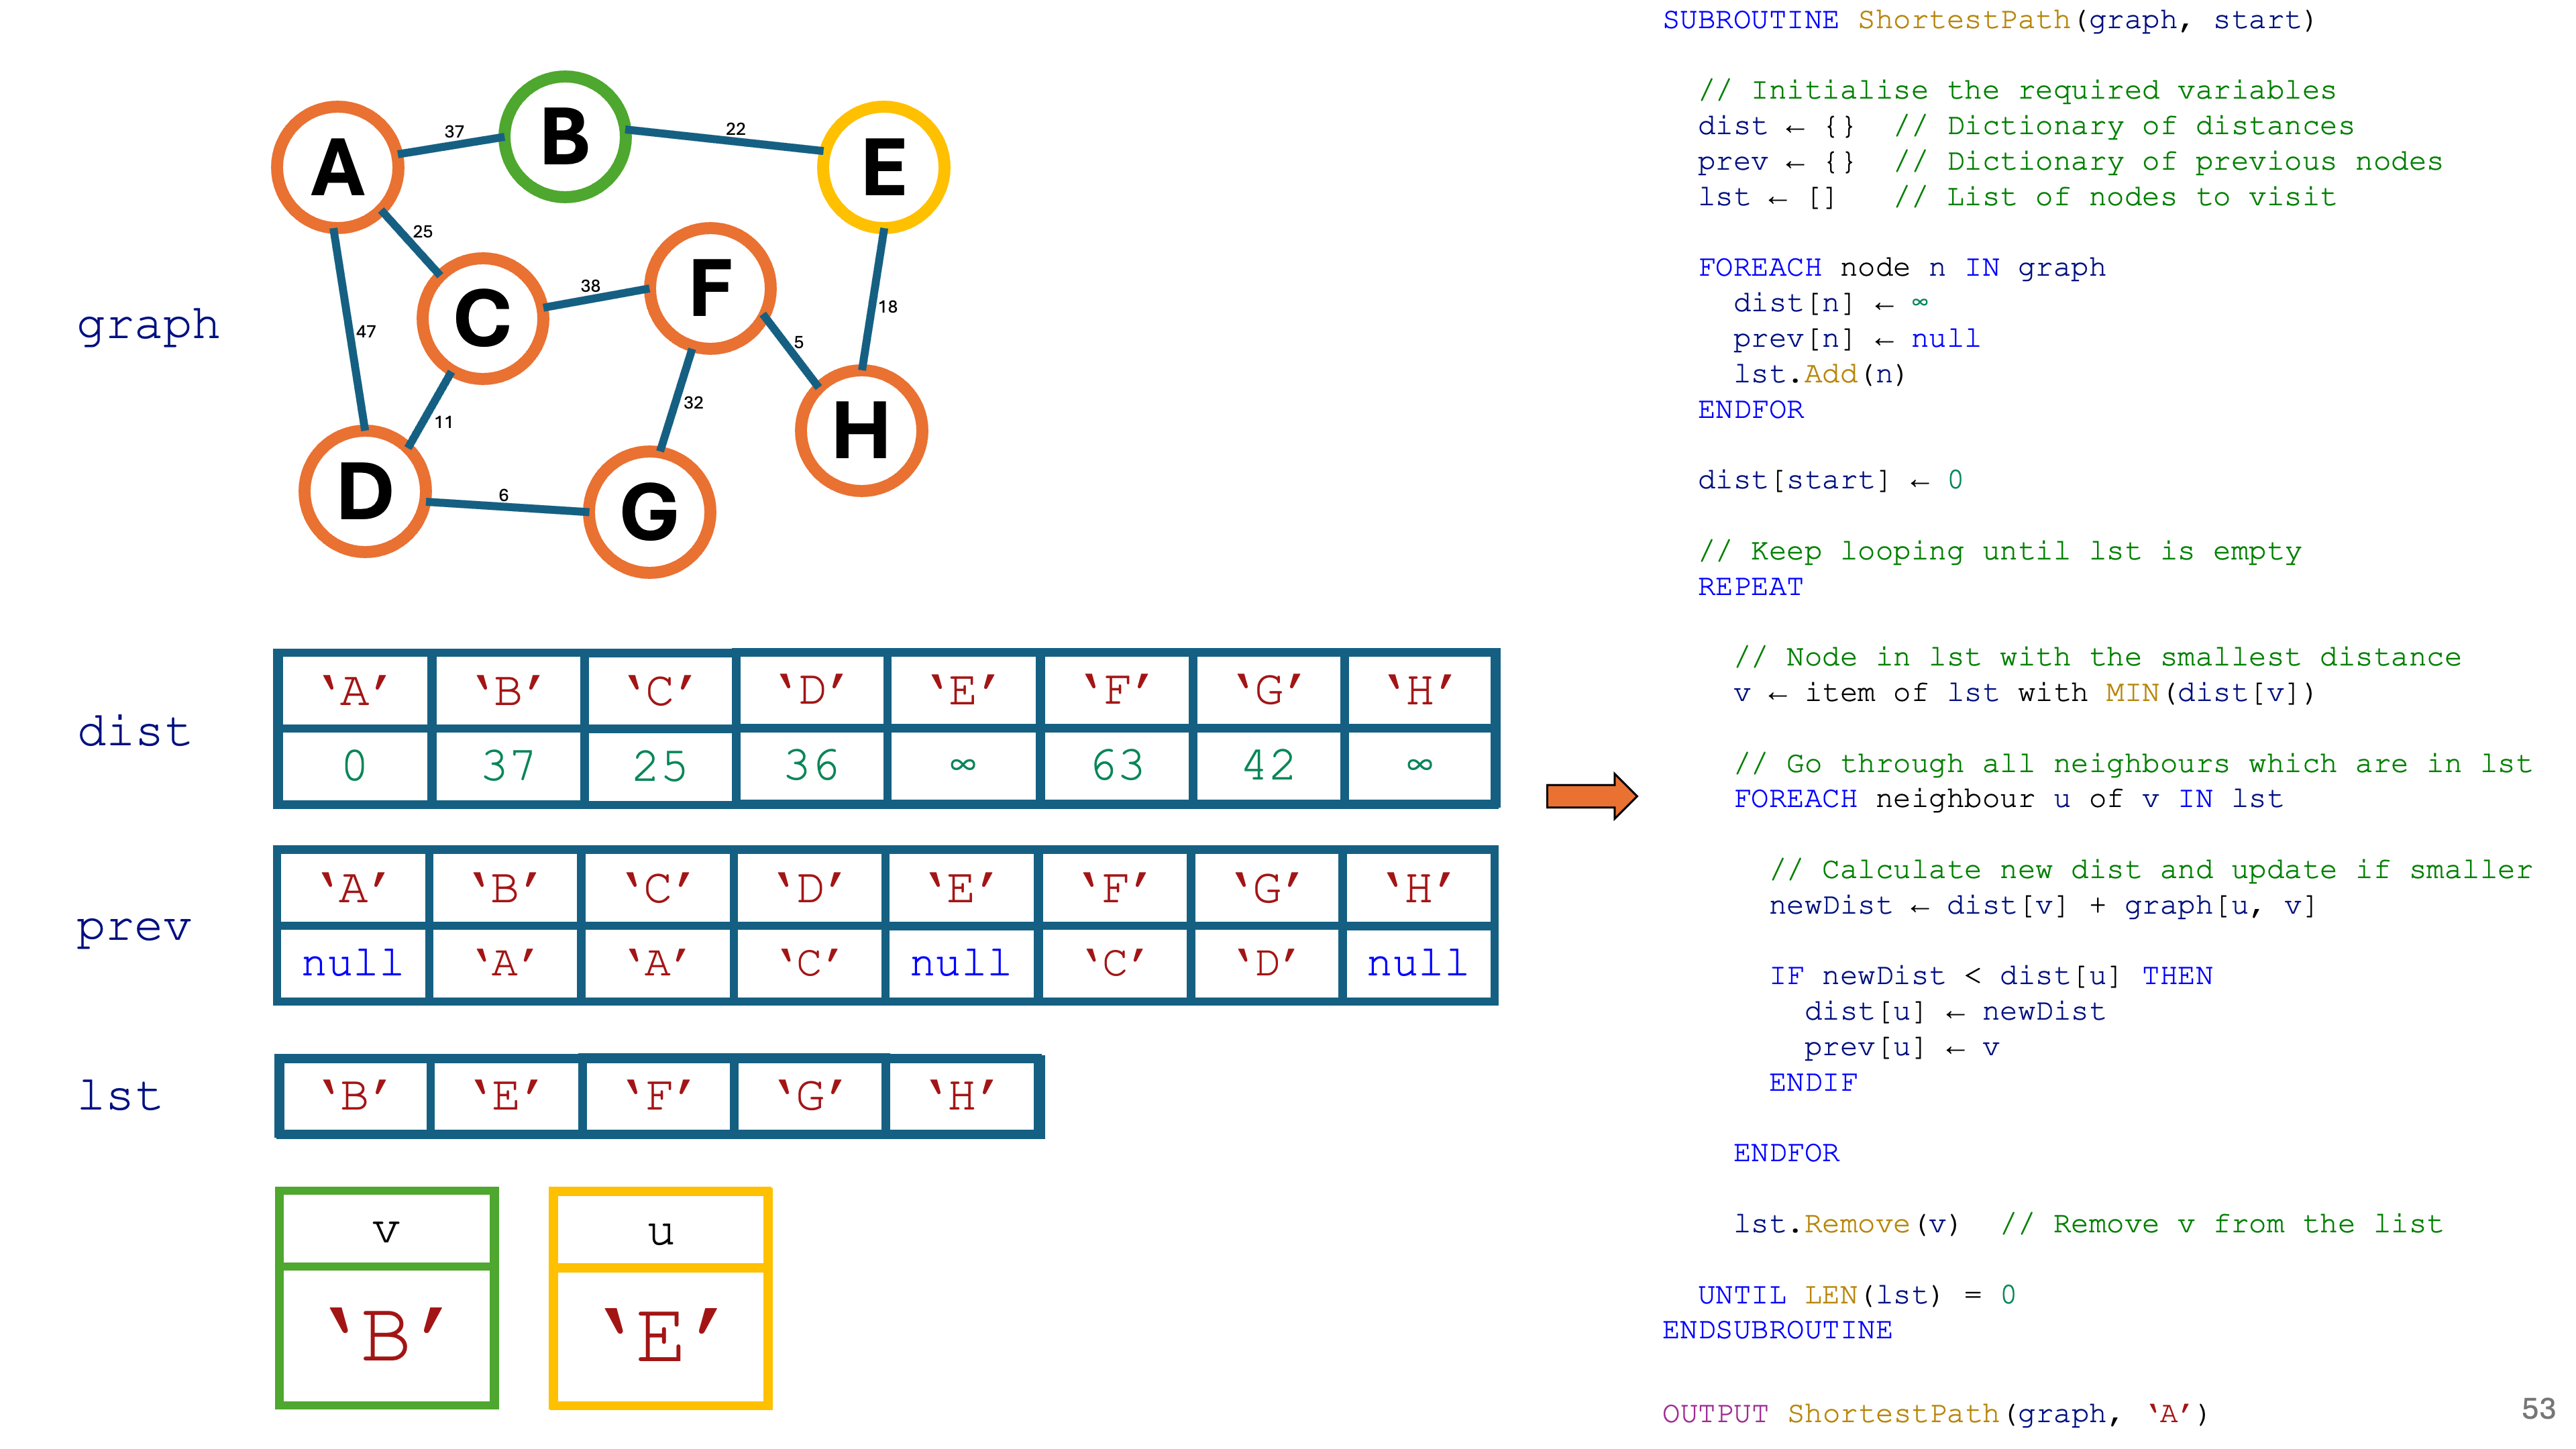 graph
A
B
E
C
F
D
G
H
37
22
25
38
47
5
18
11
32
6
dist
‘A’ ‘B’ ‘C’ ‘D’ ‘E’ ‘F’ ‘G’ ‘H’
0 37 25 36 ∞ 63 42 ∞
prev
‘A’ ‘B’ ‘C’ ‘D’ ‘E’ ‘F’ ‘G’ ‘H’
null ‘A’ ‘A’ ‘C’ null ‘C’ ‘D’ null
lst
‘B’ ‘E’ ‘F’ ‘G’ ‘H’
v
‘B’
u
‘E’
SUBROUTINE ShortestPath(graph, start)
// Initialise the required variables
dist ← {} // Dictionary of distances
prev ← {} // Dictionary of previous nodes
lst ← [] // List of nodes to visit
FOREACH node n IN graph
dist[n] ← ∞
prev[n] ← null
lst.Add(n)
ENDFOR
dist[start] ← 0
// Keep looping until lst is empty
REPEAT
// Node in lst with the smallest distance
v ← item of lst with MIN(dist[v])
// Go through all neighbours which are in lst
FOREACH neighbour u of v IN lst
// Calculate new dist and update if smaller
newDist ← dist[v] + graph[u, v]
IF newDist < dist[u] THEN
dist[u] ← newDist
prev[u] ← v
ENDIF
ENDFOR
lst.Remove(v) // Remove v from the list
UNTIL LEN(lst) = 0
ENDSUBROUTINE
OUTPUT ShortestPath(graph, ‘A’)
53